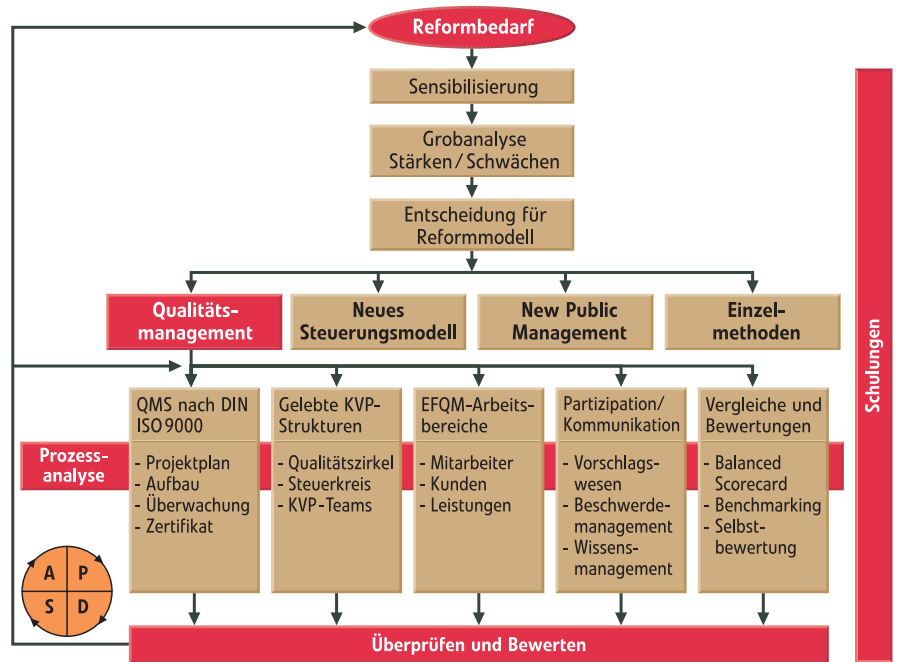 Reformbedarf
Sensibilisierung
Grobanalyse
Stärken/Schwächen
Entscheidung für
Reformmodell
Qualitäts-
management
Neues
Steuerungsmodell
New Public
Management
Einzel-
methoden
Schulungen
Prozess-
analyse
QMS nach DIN
ISO 9000
- Projektplan
- Aufbau
- Überwachung
- Zertifikat
Gelebte KVP-
Strukturen
- Qualitätszirkel
- Steuerkreis
- KVP-Teams
EFQM-Arbeits-
bereiche
- Mitarbeiter
- Kunden
- Leistungen
Partizipation/
Kommunikation
- Vorschlags-
wesen
- Beschwerde-
management
- Wissens-
management
Vergleiche und
Bewertungen
- Balanced
Scorecard
- Benchmarking
- Selbst-
bewertung
A P
S D
Überprüfen und Bewerten